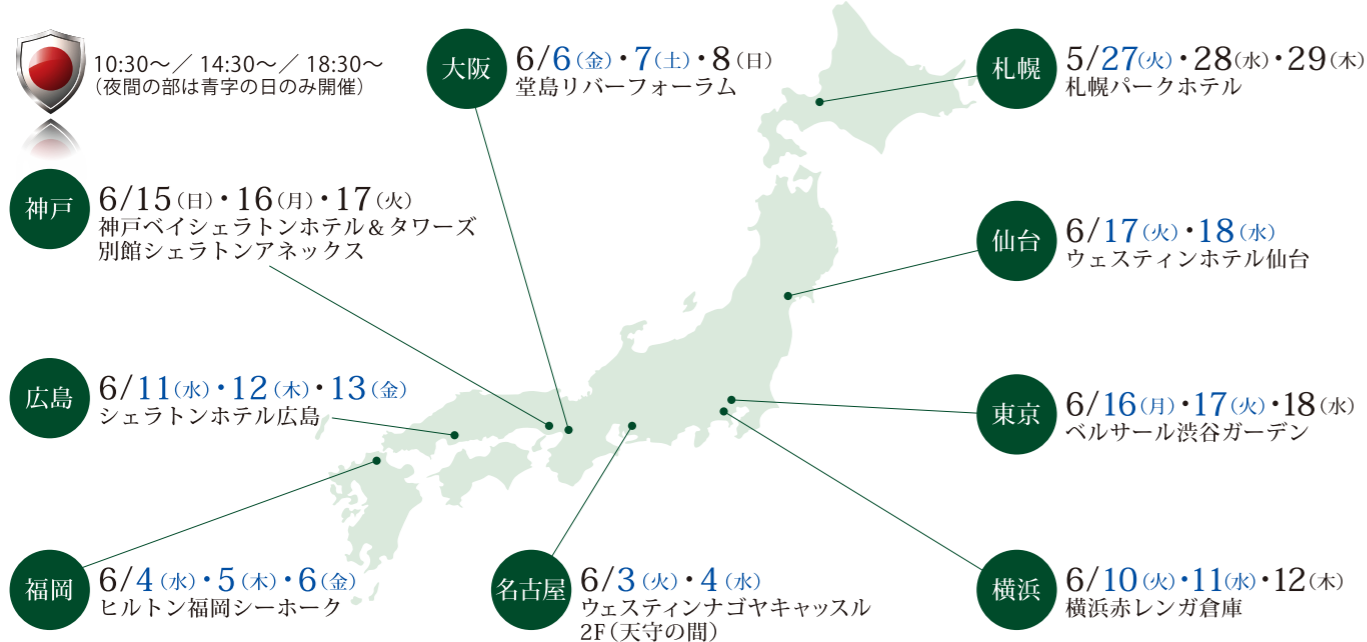 10:30～／14:30～／18:30～
（夜間の部は青字の日のみ開催）
大阪
6/6（金）・7（土）・8（日）
堂島リバーフォーラム
札幌
5/27（火）・28（水）・29（木）
札幌パークホテル
神戸
6/15（日）・16（月）・17（火）
神戸ベイシェラトンホテル＆タワーズ
別館シェラトンアネックス
仙台
6/17（火）・18（水）
ウェスティンホテル仙台
広島
6/11（水）・12（木）・13（金）
シェラトンホテル広島
東京
6/16（月）・17（火）・18（水）
ベルサール渋谷ガーデン
福岡
6/4（水）・5（木）・6（金）
ヒルトン福岡シーホーク
名古屋
6/3（火）・4（水）
ウェスティンナゴヤキャッスル
2F（天守の間）
横浜
6/10（火）・11（水）・12（木）
横浜赤レンガ倉庫